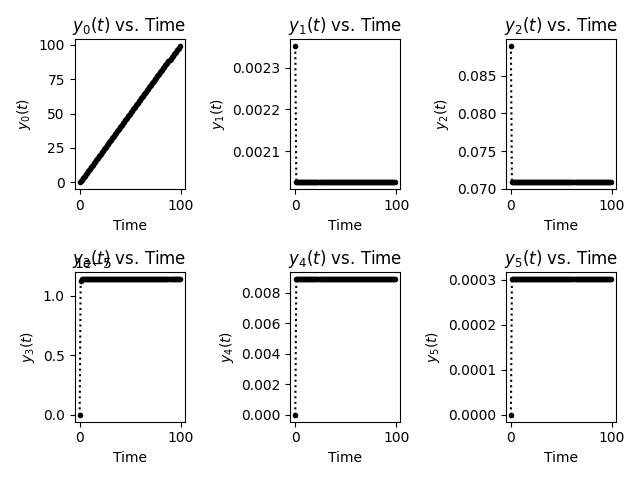 y₀(t) vs. Time
100
75
50
25
0
y₀(t)
0
100
Time
y₁(t) vs. Time
0.0023
0.0022
0.0021
y₁(t)
0
100
Time
y₂(t) vs. Time
0.085
0.080
0.075
0.070
y₂(t)
0
100
Time
y₃(t) vs. Time
1e−5
1.0
0.5
0.0
y₃(t)
0
100
Time
y₄(t) vs. Time
0.008
0.006
0.004
0.002
0.000
y₄(t)
0
100
Time
y₅(t) vs. Time
0.0003
0.0002
0.0001
0.0000
y₅(t)
0
100
Time